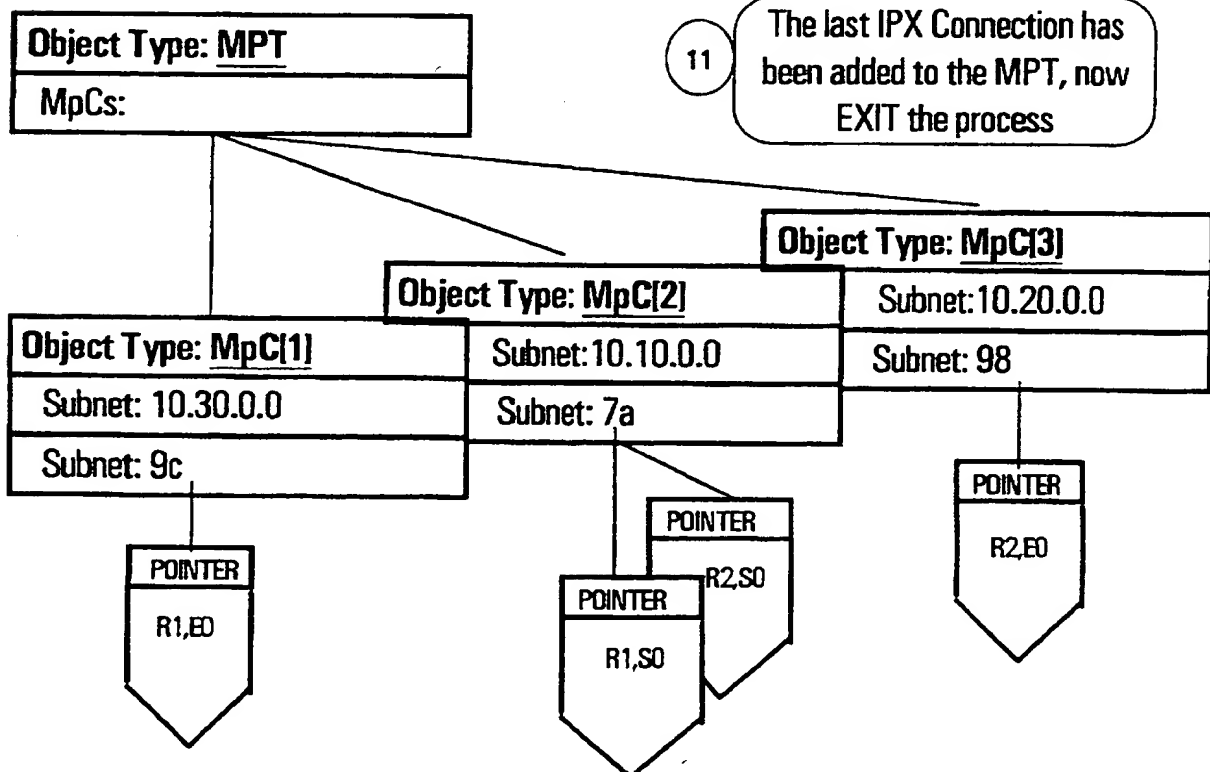 Object Type: MPT
MpCs:
11
The last IPX Connection has
been added to the MPT, now
EXIT the process
Object Type: MpC[3]
Subnet:10.20.0.0
Subnet: 98
Object Type: MpC[2]
Subnet:10.10.0.0
Subnet: 7a
Object Type: MpC[1]
Subnet: 10.30.0.0
Subnet: 9c
POINTER
R1,E0
POINTER
R1,S0
POINTER
R2,S0
POINTER
R2,E0